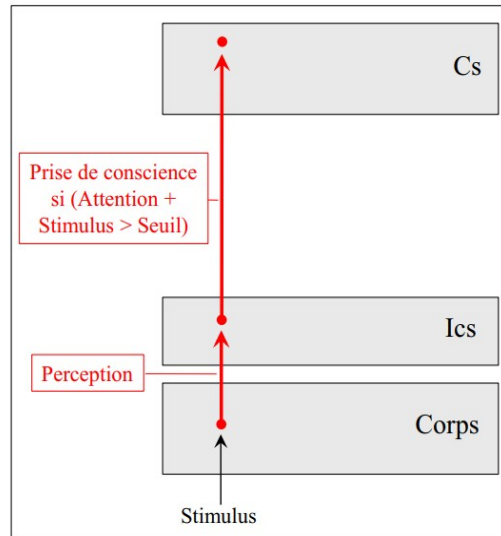 Cs
Prise de conscience
si (Attention +
Stimulus > Seuil)
Ics
Perception
Corps
Stimulus